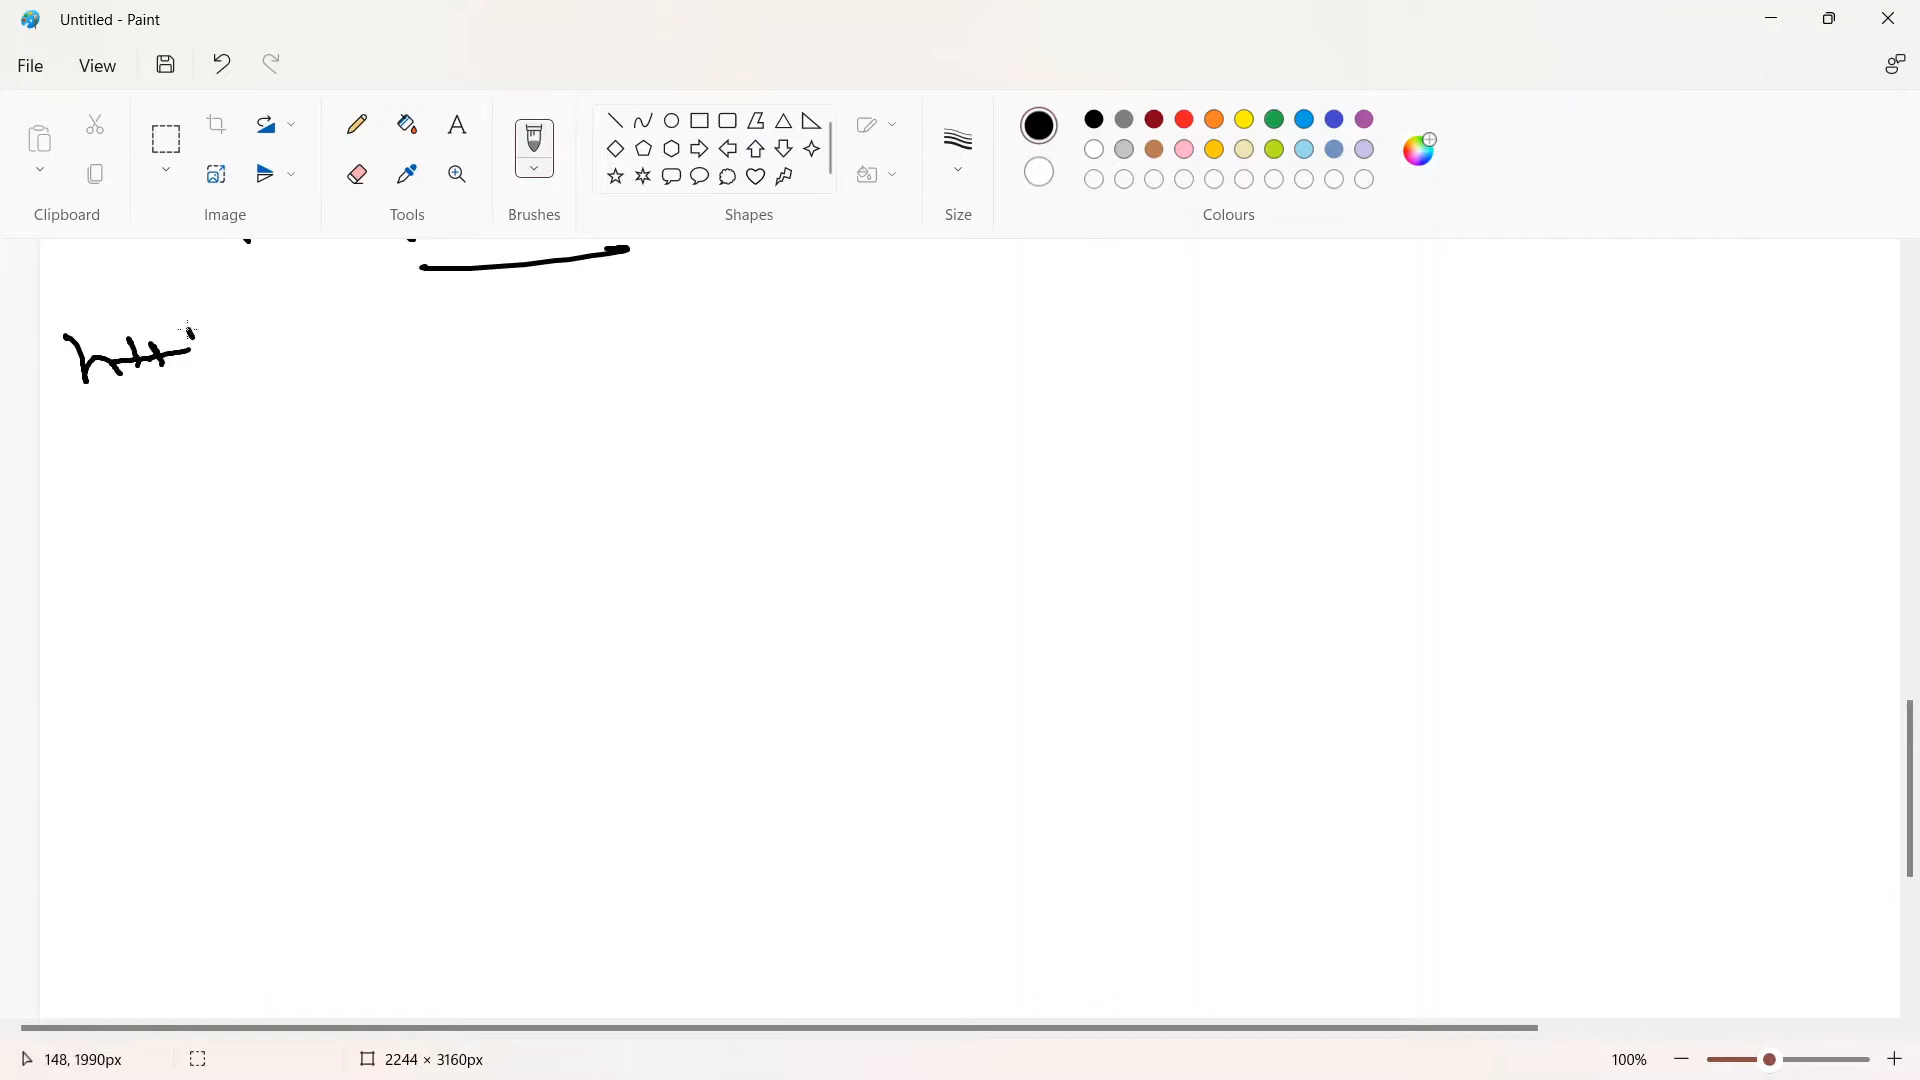 Untitled - Paint
File View
Clipboard Image Tools Brushes Shapes Size Colours
148, 1990px 2244 × 3160px 100%